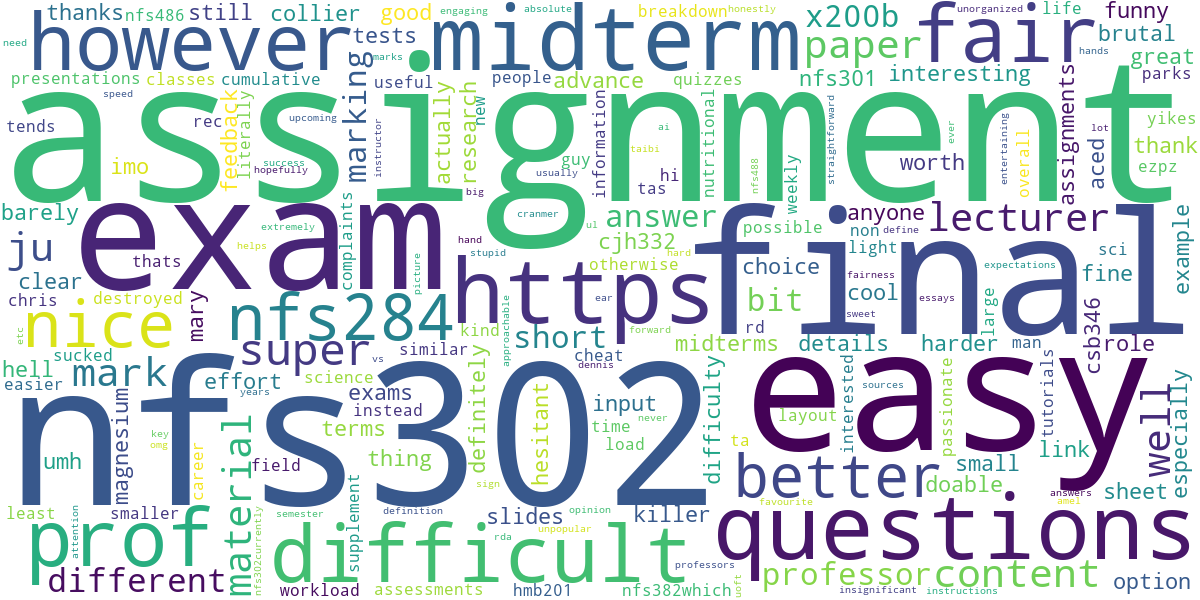 thanks nfs486 still collier good engaging absolute breakdown honestly x200b unorganized life funny
need however tests midterm marks paper fair hands brutal great
presentations classes cumulative useful people advance quizzes nfs301 interesting parks
speed assignment
tends rec upcoming marking actually research new information ai nutritional straightforward ever entertaining assignments lot yikes
feedback literally instructor guy taibi nfs488 weekly worth overall aced thank
imo success hopefully usually hi tas ezpz
big
barely exam cranmer ul answer possible non anyone lecturer
ju extremely complaints hand stupid cjh332 light define sci example
thats helps https otherwise hard choice final fairness expectations fine
clear picture
chris destroyed mary nfs284 approachable ear bit cool essays large csb346
nice etc kind short rd sweet man
hell sucked super vs similar forward midterms details harder role
easier mark effort science cheat dennis difficulty easy tutorials
magnesium years exams definitely hesitant input interested sources passionate
nfs302 instead time layout link well especially
umh key omg career material terms thing load never ta better small
field sign doable
least smaller supplement definition slides opinion killer favourite answers sheet
prof attention semester unpopular amel questions
different difficult rda professors professor content option
nfs302currently workload assessments hmb201 nfs382which uoft insignificant instructions